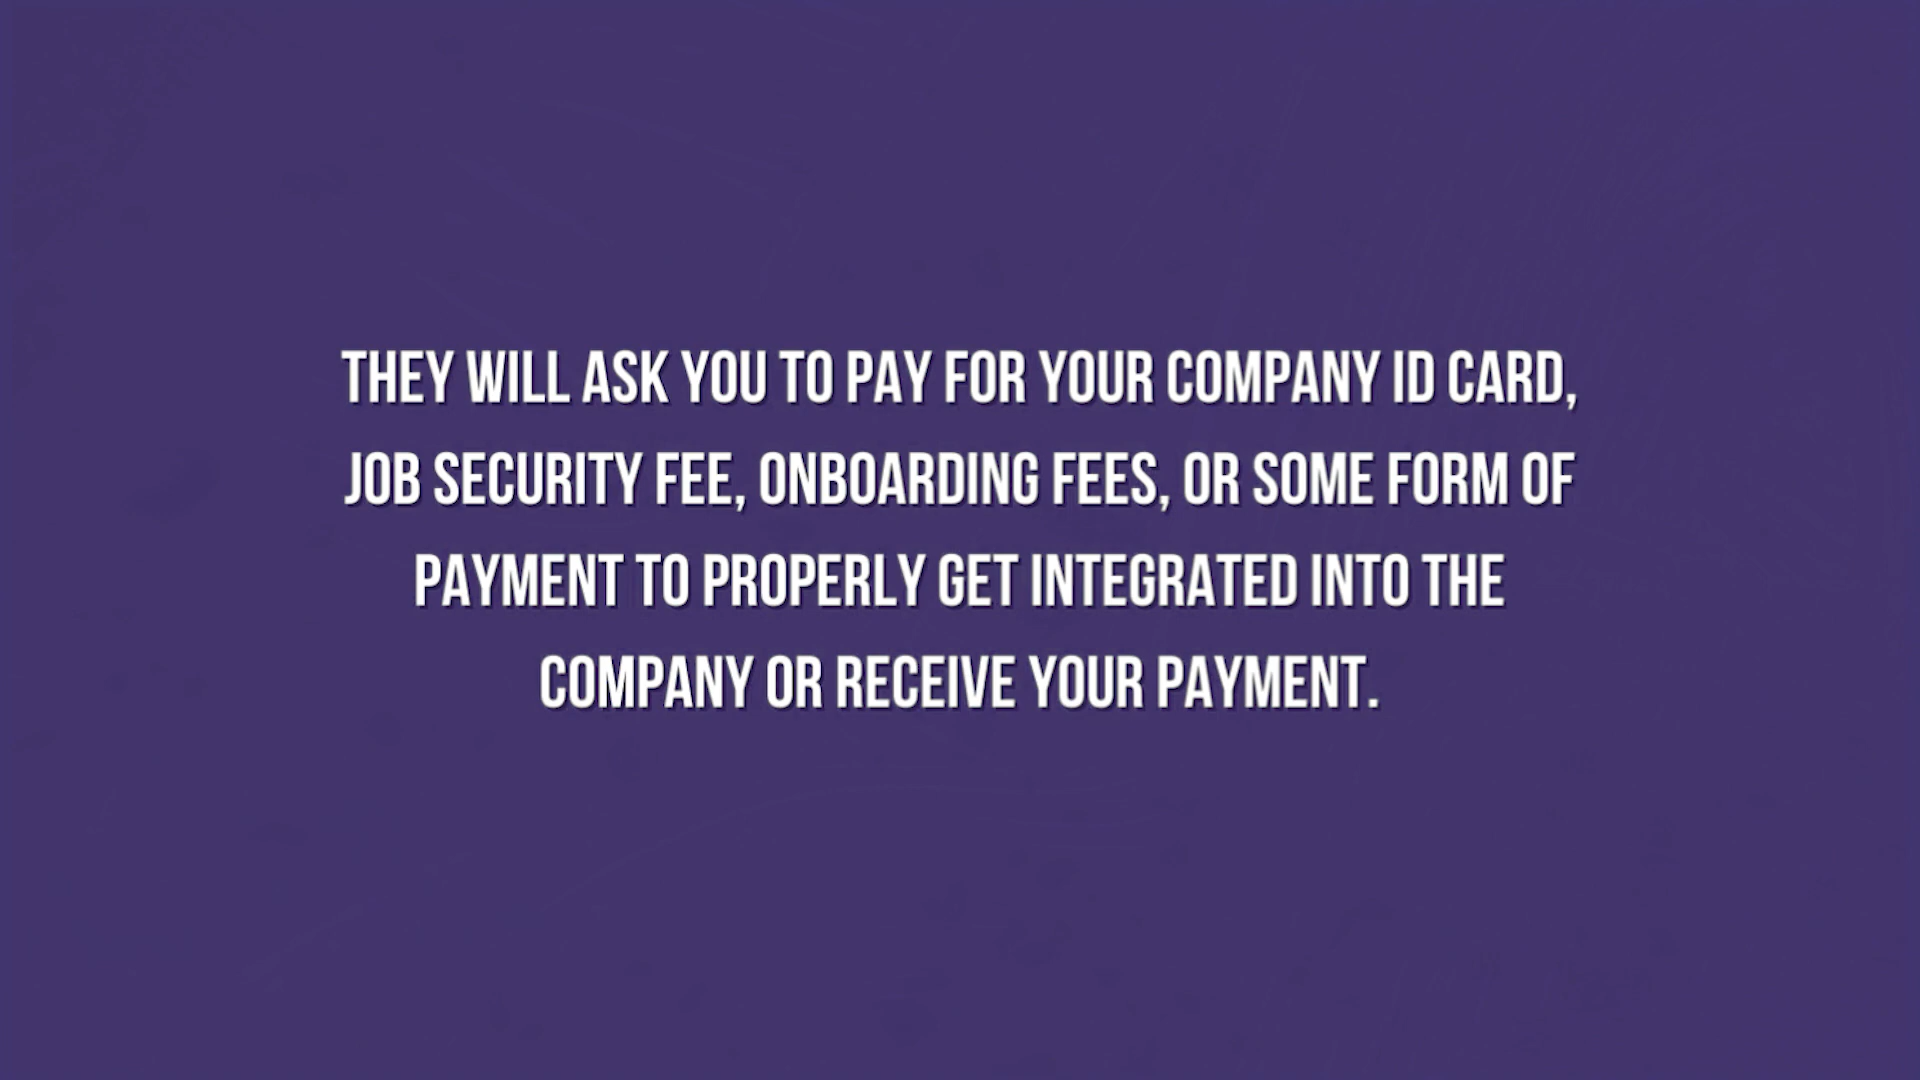 THEY WILL ASK YOU TO PAY FOR YOUR COMPANY ID CARD,
JOB SECURITY FEE, ONBOARDING FEES, OR SOME FORM OF
PAYMENT TO PROPERLY GET INTEGRATED INTO THE
COMPANY OR RECEIVE YOUR PAYMENT.